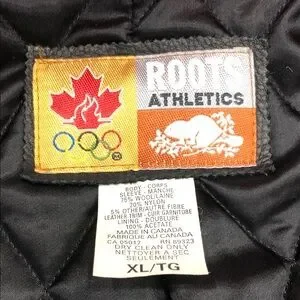 ROOTS
ATHLETICS
BODY - CORPS
SLEEVE - MANCHE
75% WOOL/LAINE
20% NYLON
5% OTHER/AUTRE FIBRE
LEATHER TRIM - CUIR GARNITURE
LINING - DOUBLURE
100% ACETATE
MADE IN CANADA
FABRIQUE AU CANADA
CA 05017 RN 89323
DRY CLEAN ONLY
NETTOYER A SEC
SEULEMENT
XL/TG